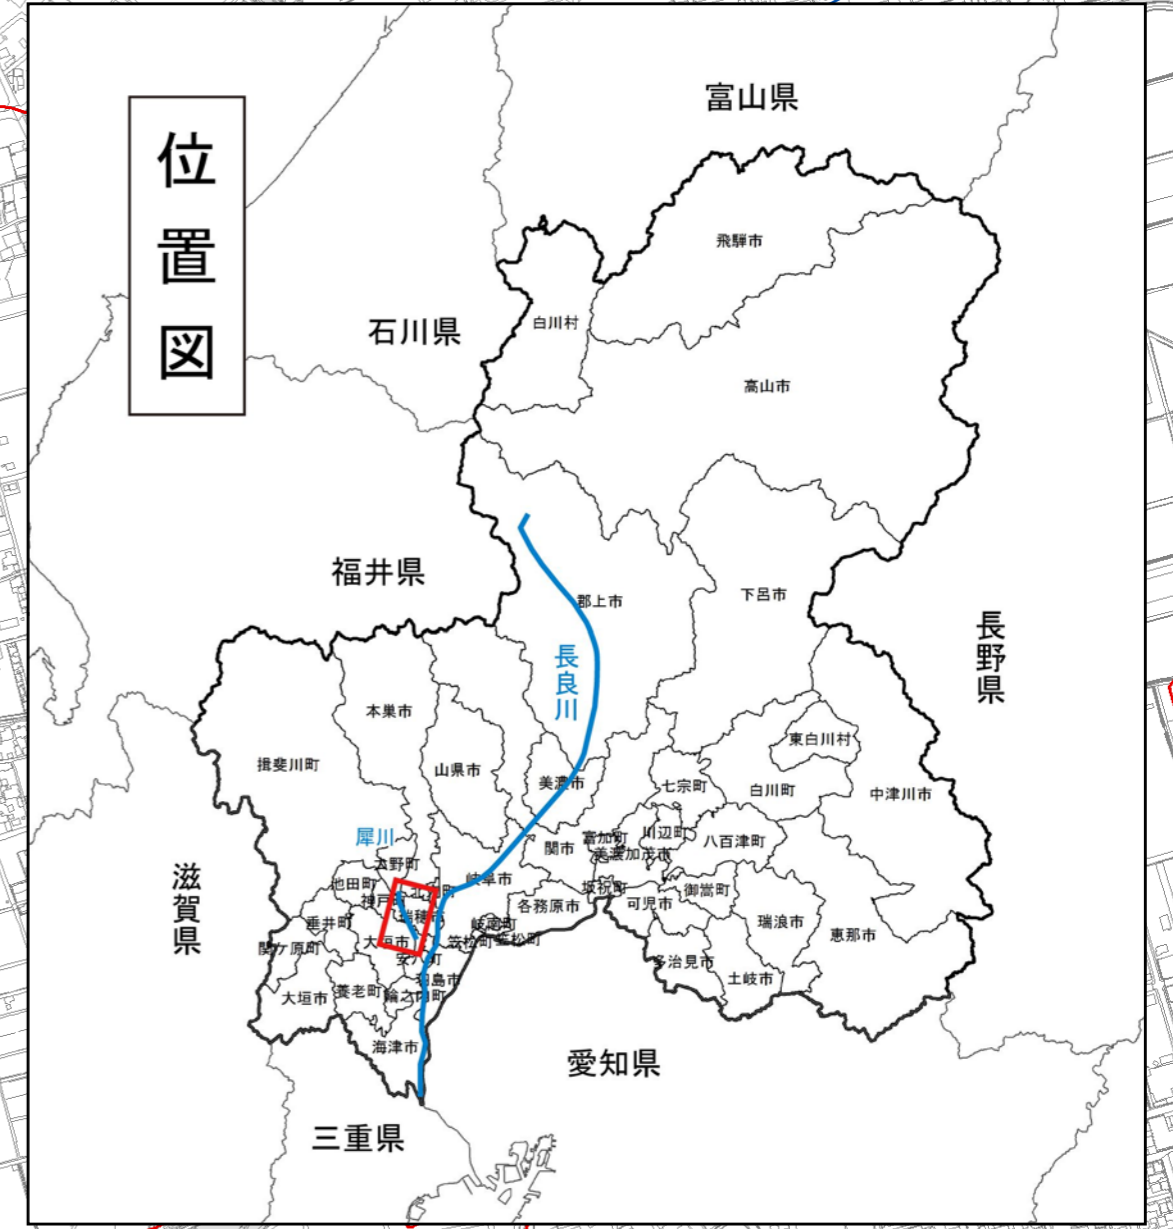 位置図
富山県
飛騨市
白川村
石川県
高山市
福井県
郡上市
下呂市
長野県
長良川
本巣市
東白川村
揖斐川町
山県市
美濃市
七宗町
白川町
中津川市
犀川
富加町
川辺町
八百津町
関市
美濃加茂市
大野町
滋賀県
池田町
岐阜市
坂祝町
御嵩町
神戸町
各務原市
可児市
瑞穂市
垂井町
岐南町
瑞浪市
恵那市
大垣市
笠松町
笠松町
関ケ原町
安八町
多治見市
羽島市
土岐市
大垣市
養老町
輪之内町
海津市
愛知県
三重県